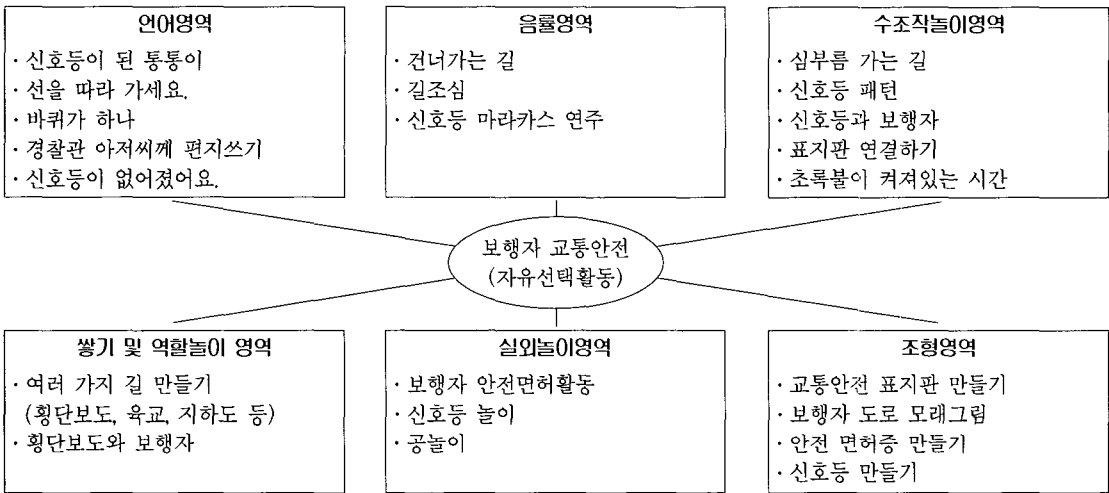 언어영역
· 신호등이 된 통통이
· 선을 따라 가세요.
· 바퀴가 하나
· 경찰관 아저씨께 편지쓰기
· 신호등이 없어졌어요.
음률영역
· 건너가는 길
· 길조심
· 신호등 마라카스 연주
수조작놀이영역
· 심부름 가는 길
· 신호등 패턴
· 신호등과 보행자
· 표지판 연결하기
· 초록불이 켜져있는 시간
보행자 교통안전
(자유선택활동)
쌓기 및 역할놀이 영역
· 여러 가지 길 만들기
(횡단보도, 육교, 지하도 등)
· 횡단보도와 보행자
실외놀이영역
· 보행자 안전면허활동
· 신호등 놀이
· 공놀이
조형영역
· 교통안전 표지판 만들기
· 보행자 도로 모래그림
· 안전 면허증 만들기
· 신호등 만들기